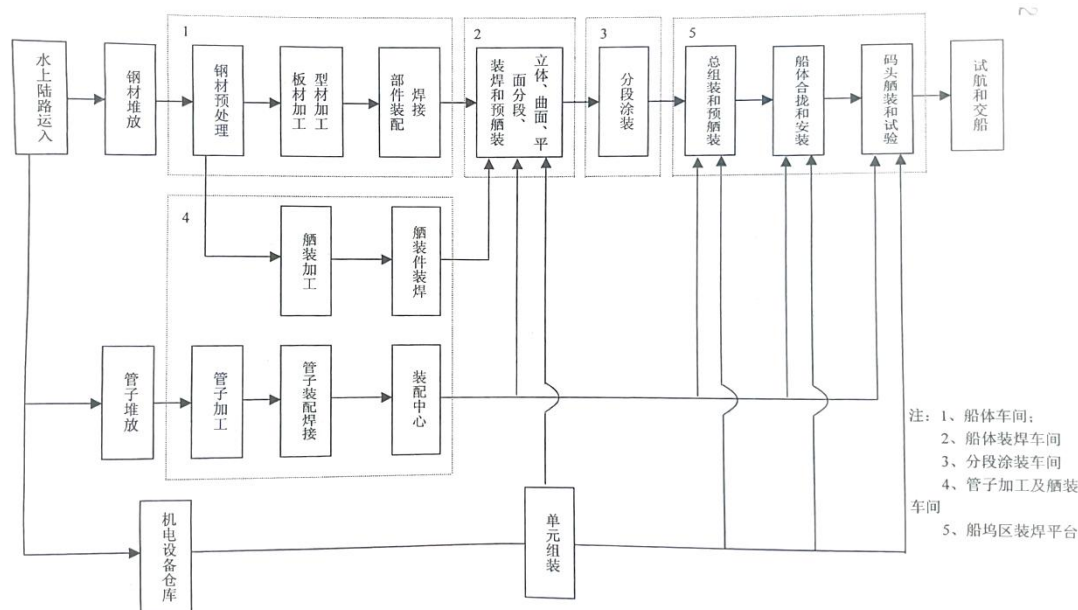 2
1
2
3
5
水上陆路运入
钢材堆放
钢材预处理
型材加工
板材加工
焊接
部件装配
立体、曲面、平
面分段、
装焊和预舾装
分段涂装
总组装和预舾装
船体合拢和安装
码头舾装和试验
试航和交船
4
舾装加工
舾装件装焊
管子堆放
管子加工
管子装配焊接
装配中心
机电设备仓库
单元组装
注：1、船体车间；
2、船体装焊车间
3、分段涂装车间
4、管子加工及舾装
车间
5、船坞区装焊平台